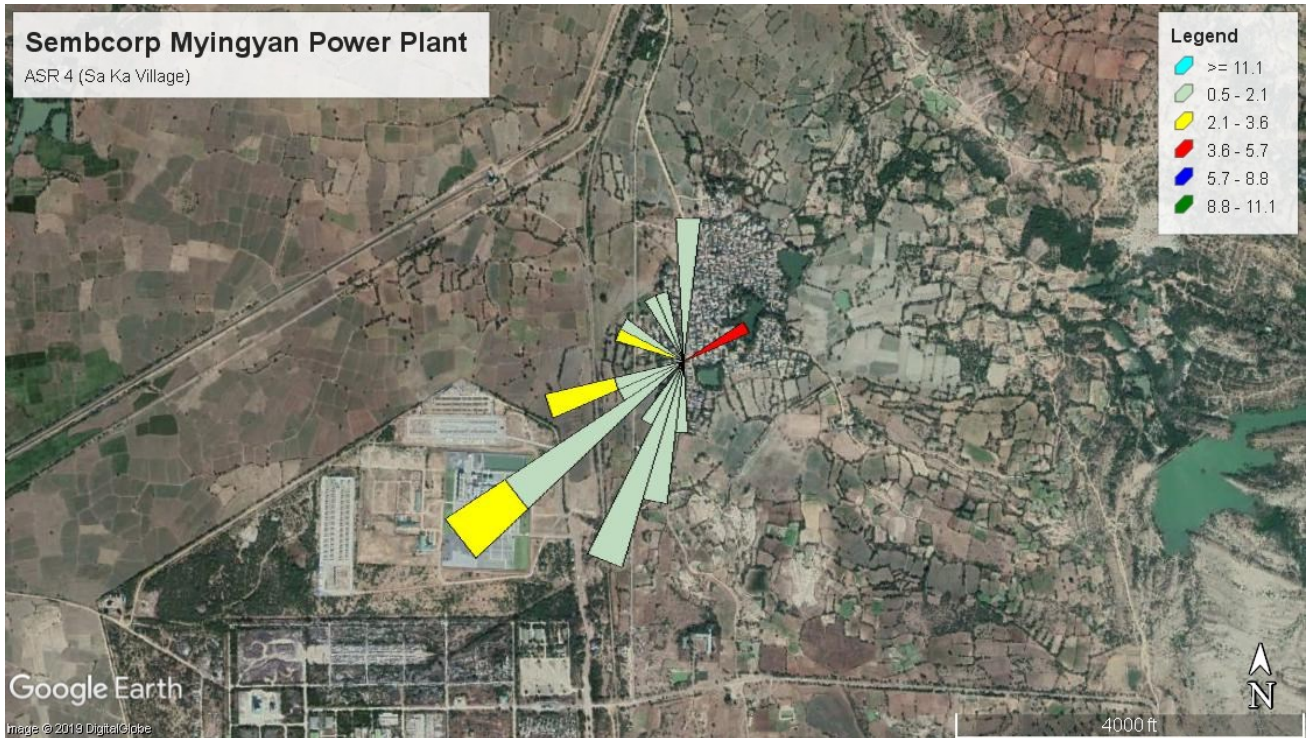 Sembcorp Myingyan Power Plant
ASR 4 (Sa Ka Village)
Legend
>= 11.1
0.5 - 2.1
2.1 - 3.6
3.6 - 5.7
5.7 - 8.8
8.8 - 11.1
Google Earth
N
Image © 2019 DigitalGlobe
4000 ft